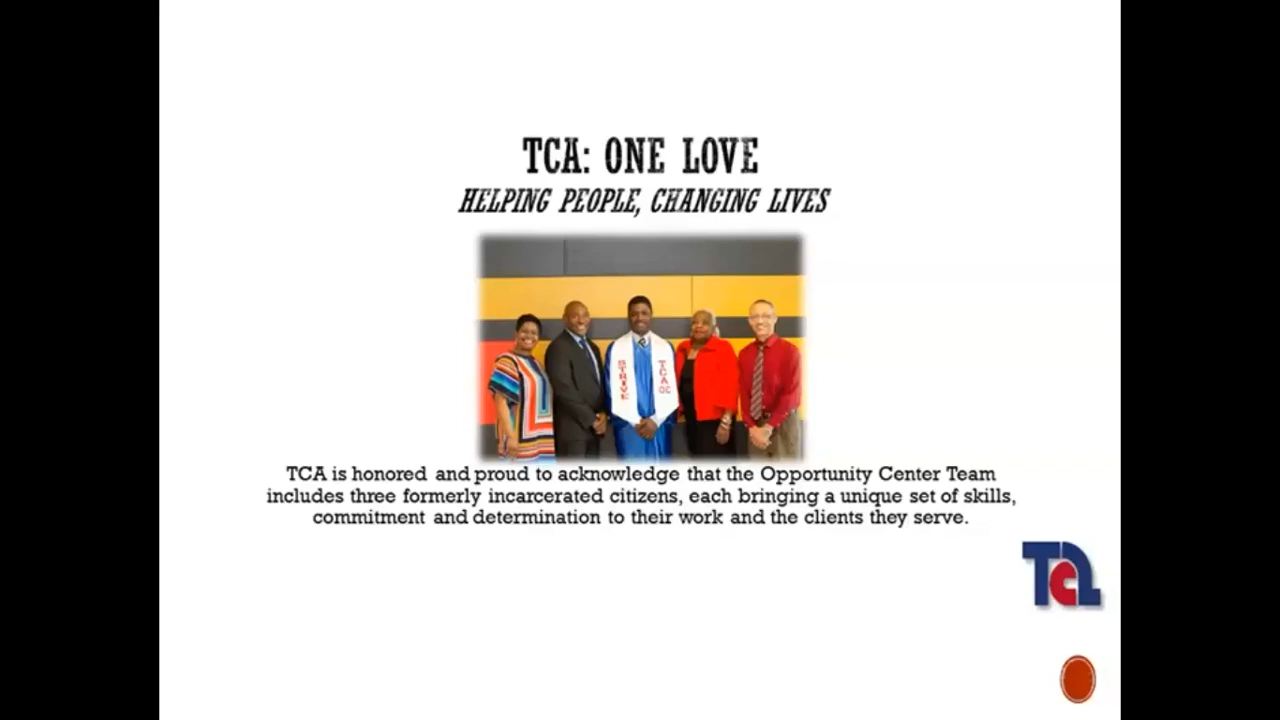 TCA: ONE LOVE
HELPING PEOPLE, CHANGING LIVES
STRIVE
TCA
OC
TCA is honored and proud to acknowledge that the Opportunity Center Team
includes three formerly incarcerated citizens, each bringing a unique set of skills,
commitment and determination to their work and the clients they serve.
TCA